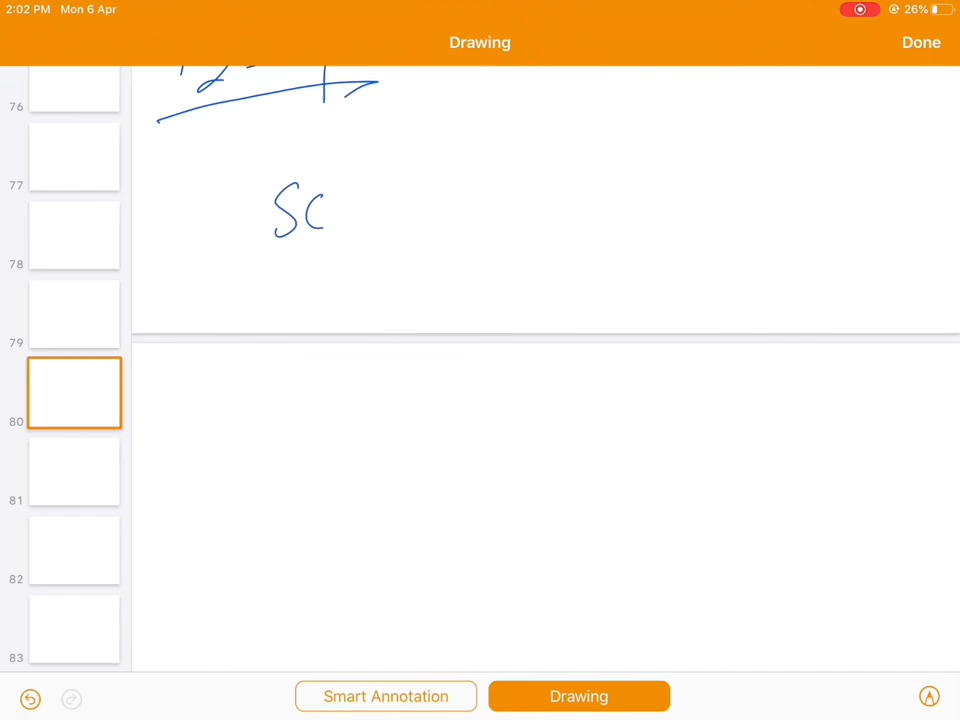 2:02 PM Mon 6 Apr 26%
Drawing Done
76
77
78
79
80
81
82
83
SC
Smart Annotation Drawing